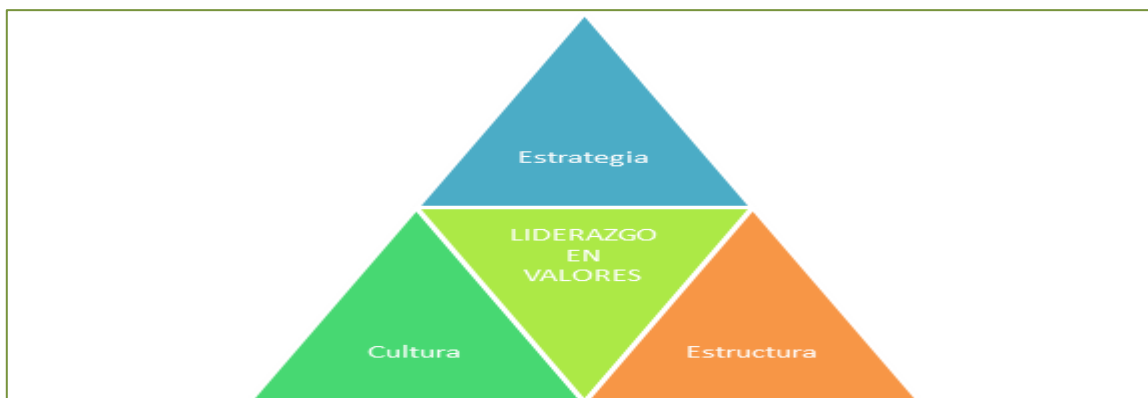 Estrategia
LIDERAZGO
EN
VALORES
Cultura
Estructura